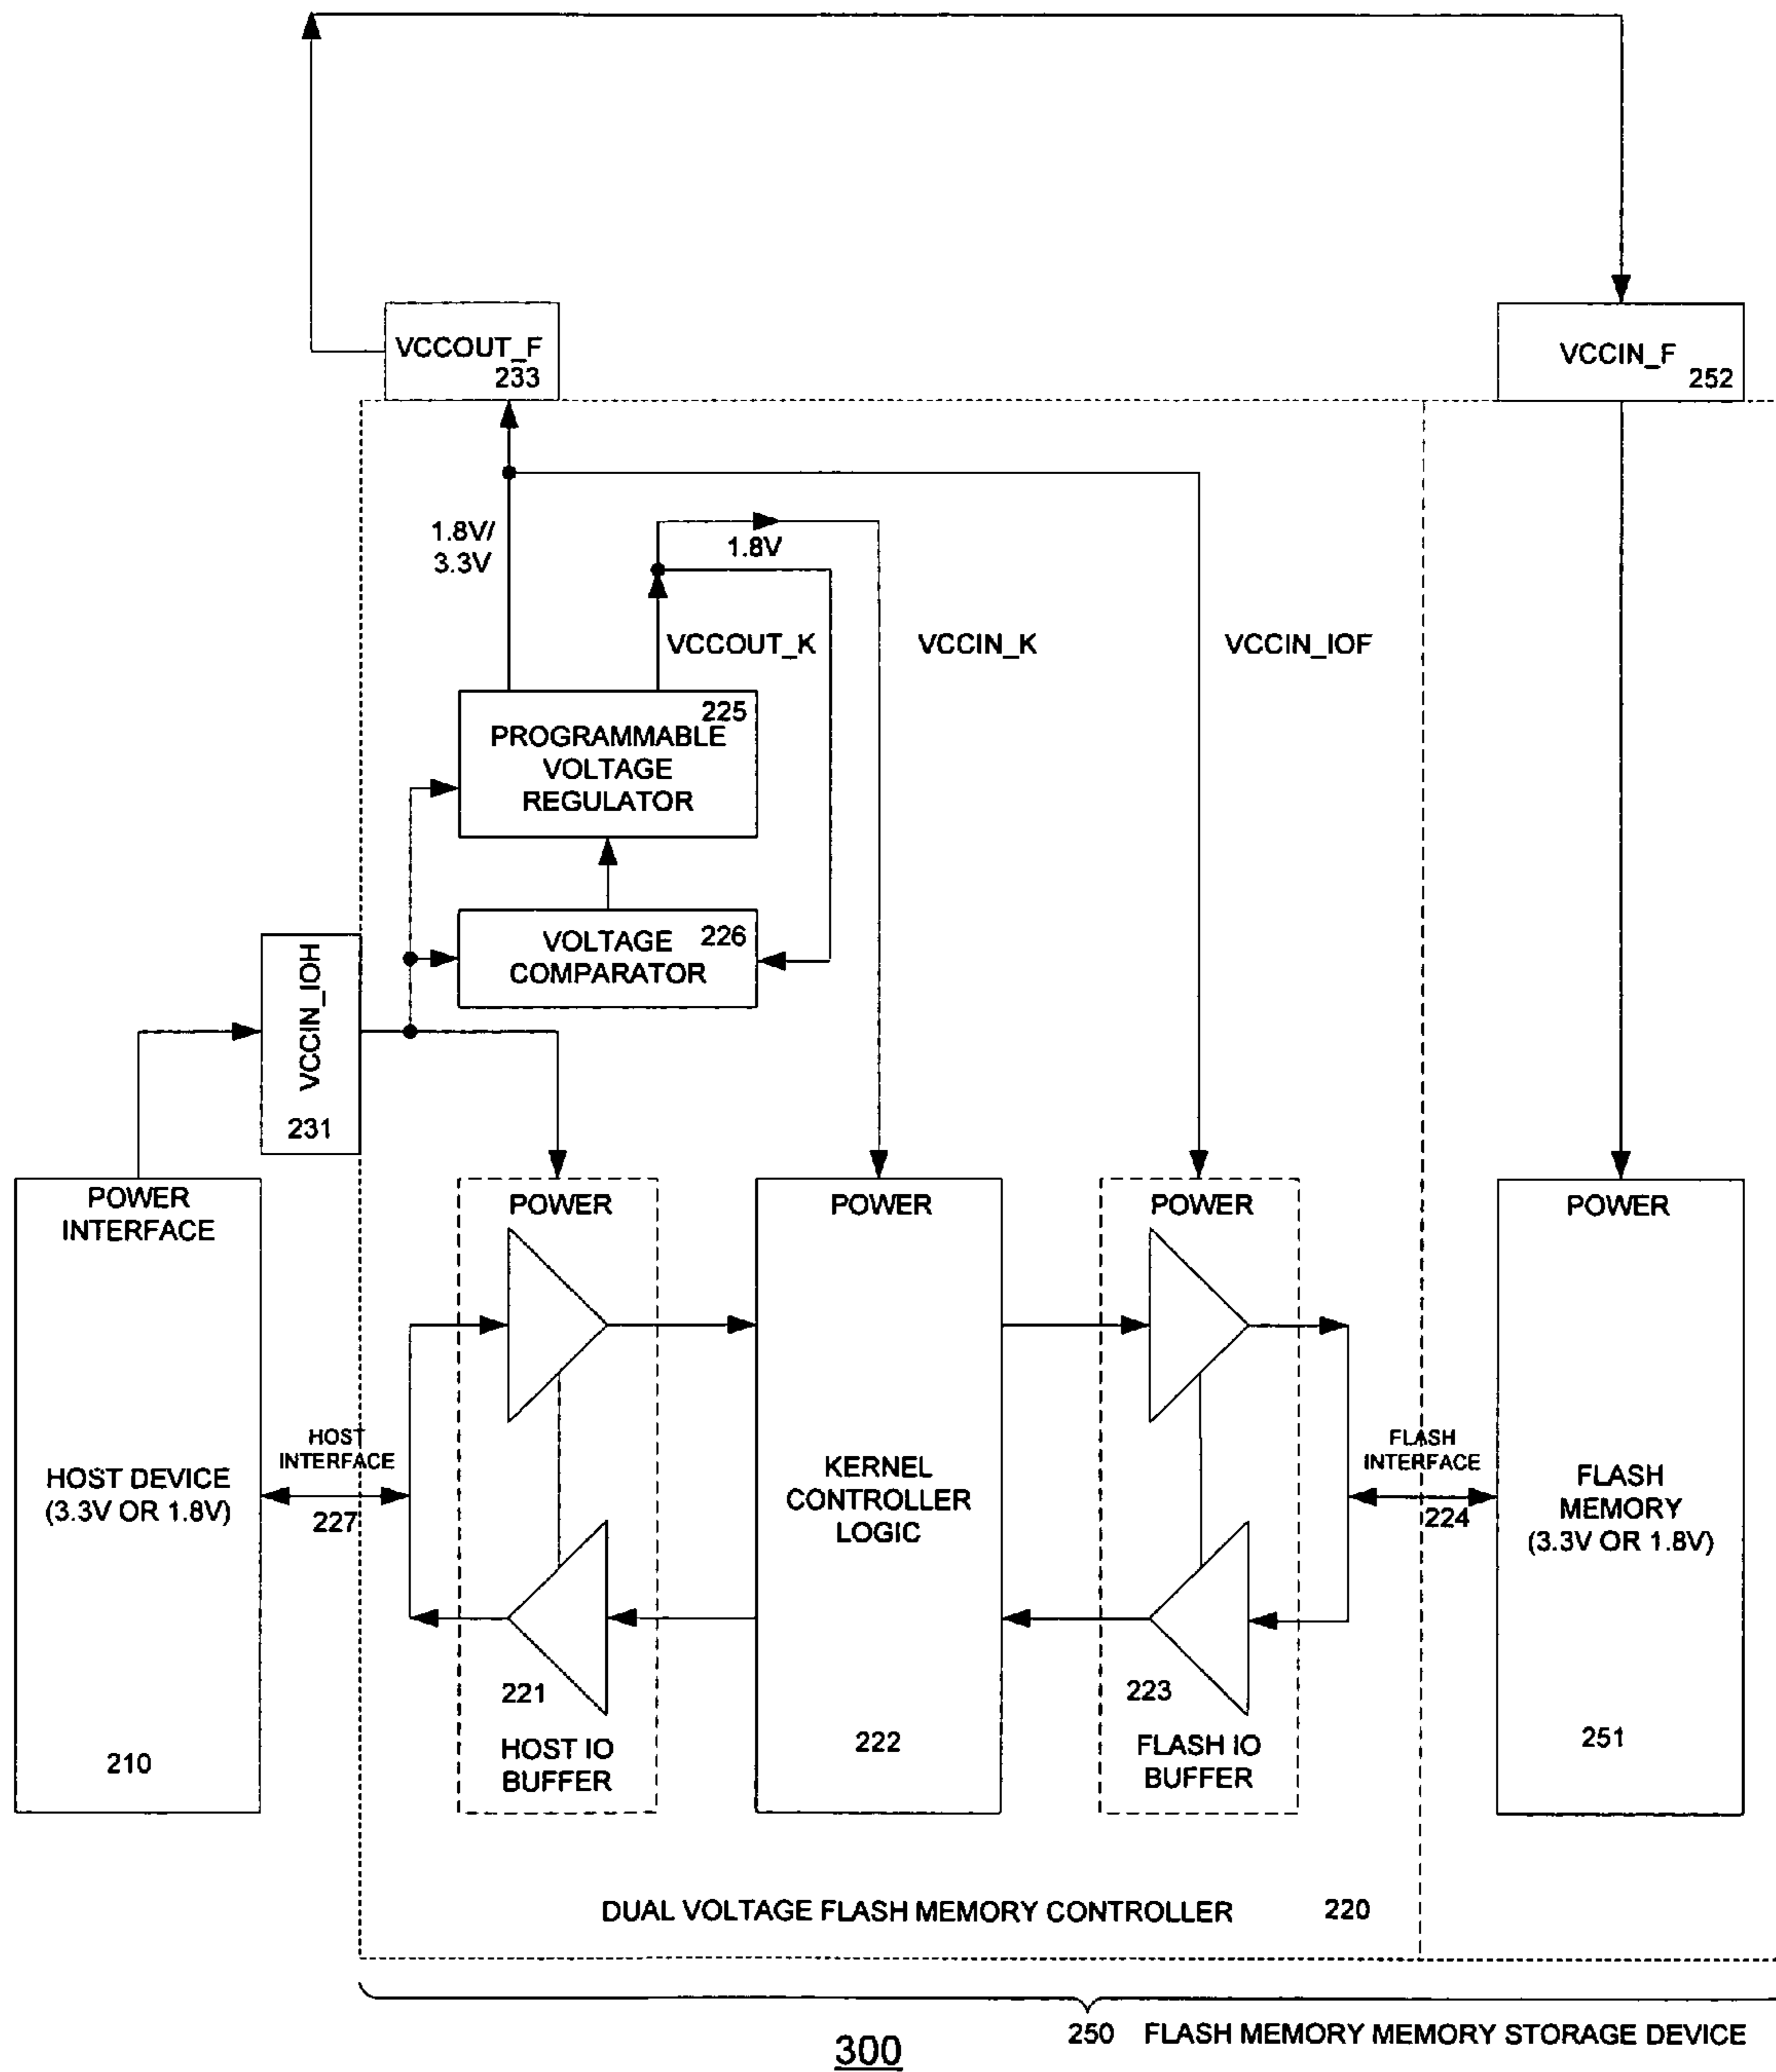 VCCOUT_F
233
VCCIN_F
252
1.8V/
3.3V
1.8V
VCCOUT_K
VCCIN_K
VCCIN_IOF
225
PROGRAMMABLE
VOLTAGE
REGULATOR
226
VOLTAGE
COMPARATOR
VCCIN_IOH
231
POWER
INTERFACE
POWER
POWER
POWER
POWER
HOST
INTERFACE
227
HOST DEVICE
(3.3V OR 1.8V)
KERNEL
CONTROLLER
LOGIC
FLASH
INTERFACE
224
FLASH
MEMORY
(3.3V OR 1.8V)
210
221
HOST IO
BUFFER
222
223
FLASH IO
BUFFER
251
DUAL VOLTAGE FLASH MEMORY CONTROLLER 220
250 FLASH MEMORY MEMORY STORAGE DEVICE
300